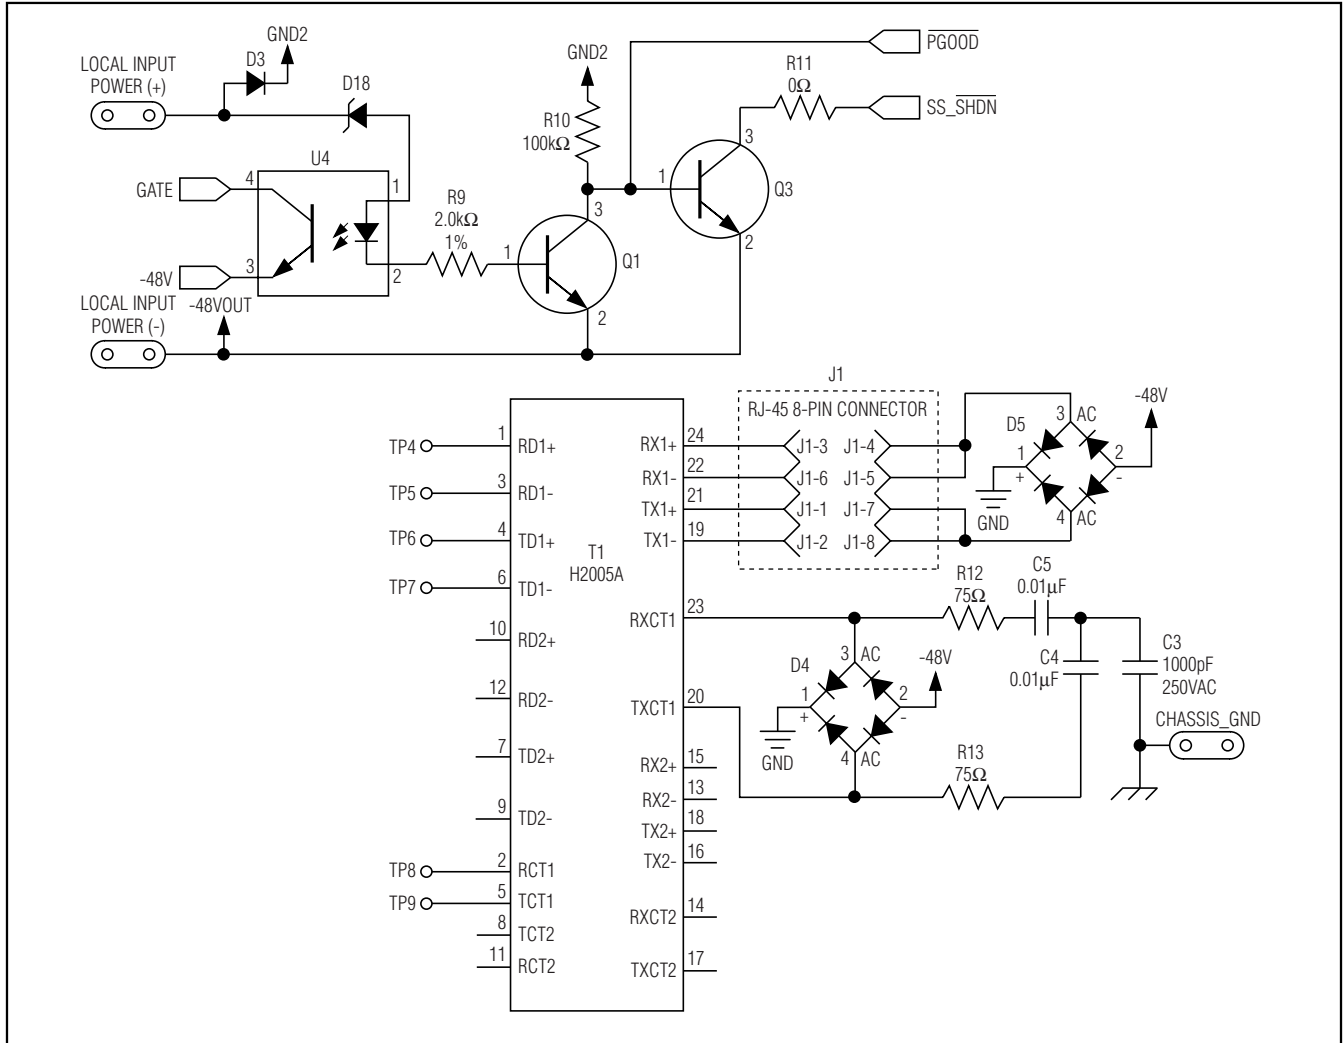 GND2
D3
LOCAL INPUT
POWER (+)
D18
GND2
PGOOD
R11
0Ω
SS_SHDN
R10
100kΩ
U4
4
1
GATE
R9
2.0kΩ
1%
3
1
Q3
2
3
1
Q1
2
-48V
3
2
LOCAL INPUT
POWER (-)
-48VOUT
J1
RJ-45 8-PIN CONNECTOR
-48V
D5
3
AC
1
+
2
-
4
AC
GND
TP4
1
RD1+
RX1+
24
J1-3
J1-4
RX1-
22
J1-6
J1-5
TP5
3
RD1-
TX1+
21
J1-1
J1-7
TP6
4
TD1+
TX1-
19
J1-2
J1-8
T1
H2005A
TP7
6
TD1-
R12
75Ω
C5
0.01µF
RXCT1
23
10
RD2+
C4
0.01µF
C3
1000pF
250VAC
D4
3
AC
-48V
1
+
2
-
4
AC
GND
12
RD2-
TXCT1
20
CHASSIS_GND
7
TD2+
RX2+
15
R13
75Ω
RX2-
13
9
TD2-
TX2+
18
TX2-
16
TP8
2
RCT1
TP9
5
TCT1
RXCT2
14
8
TCT2
11
RCT2
TXCT2
17